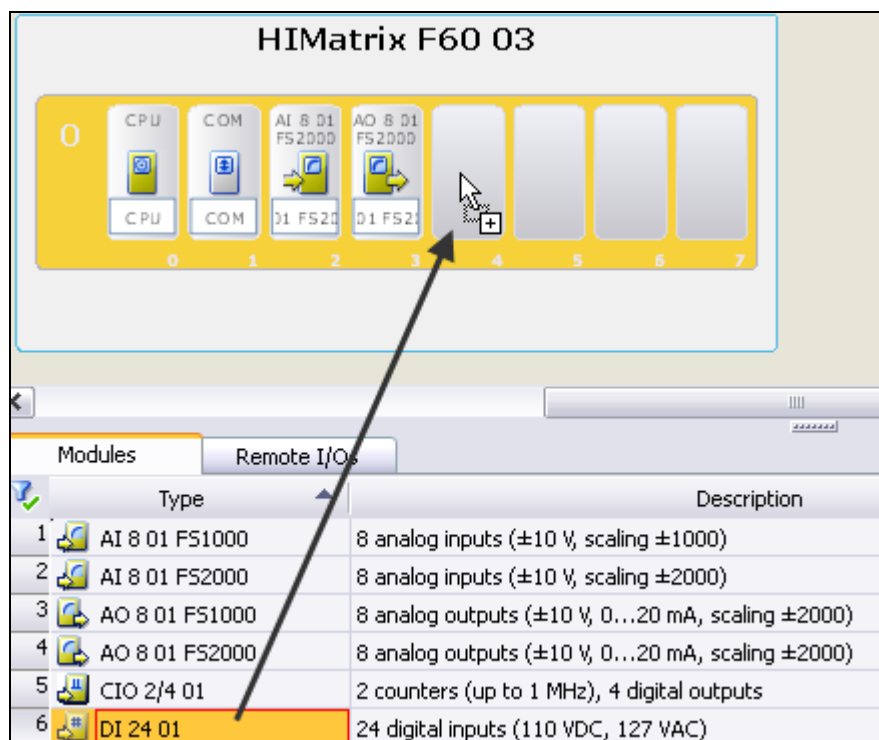 HIMatrix F60 03
0
CPU
COM
AI 8 01
FS2000
AO 8 01
FS2000
CPU
COM
01 FS2
01 FS2
0 1 2 3 4 5 6 7
Modules
Remote I/Os
Type
Description
1 AI 8 01 FS1000 8 analog inputs (±10 V, scaling ±1000)
2 AI 8 01 FS2000 8 analog inputs (±10 V, scaling ±2000)
3 AO 8 01 FS1000 8 analog outputs (±10 V, 0...20 mA, scaling ±2000)
4 AO 8 01 FS2000 8 analog outputs (±10 V, 0...20 mA, scaling ±2000)
5 CIO 2/4 01 2 counters (up to 1 MHz), 4 digital outputs
6 DI 24 01 24 digital inputs (110 VDC, 127 VAC)